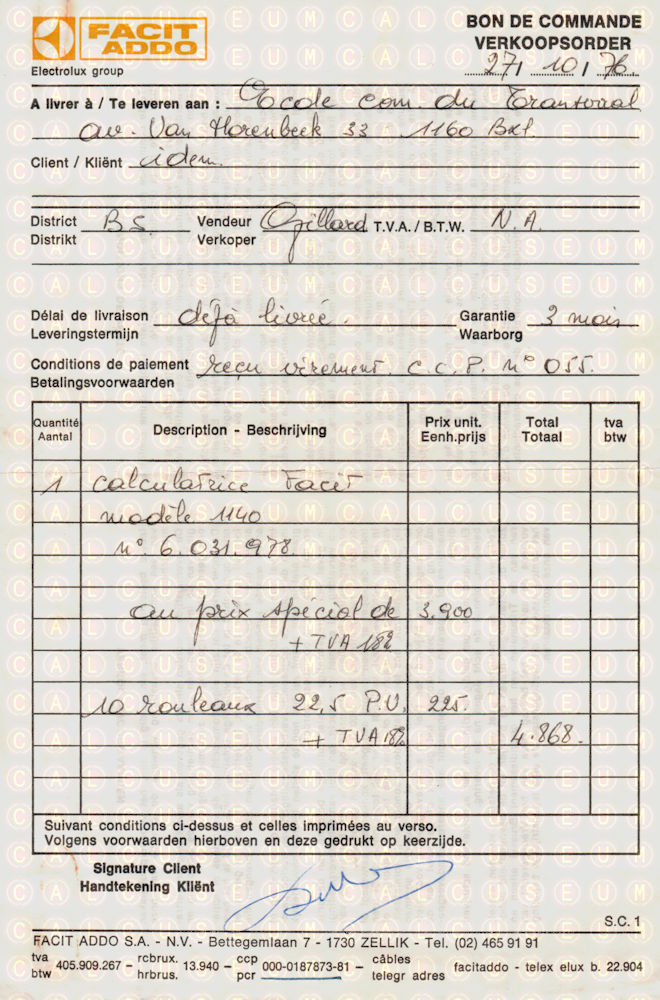 FACIT
ADDO
Electrolux group
BON DE COMMANDE
VERKOOPSORDER
27, 10, 76
A livrer à / Te leveren aan : Ecole com. du Transvaal
av. Van Horenbeek 33 1160 Bxl.
Client / Kliënt idem.
District BS. Vendeur Gillard T.V.A. / B.T.W. N.A.
Distrikt Verkoper
Délai de livraison déjà livrée. Garantie 3 mois
Leveringstermijn Waarborg
Conditions de paiement reçu virement. C.C.P. n° 055.
Betalingsvoorwaarden
Quantité Description - Beschrijving Prix unit. Total tva
Aantal Eenh.prijs Totaal btw
1 calculatrice Facit
modèle 1140
n°. 6.031.978
au prix spécial de 3.900
+ TVA 18%
10 rouleaux 22,5 P.U. 225.
+ TVA 18% 4.868.
Suivant conditions ci-dessus et celles imprimées au verso.
Volgens voorwaarden hierboven en deze gedrukt op keerzijde.
Signature Client
Handtekening Kliënt
S.C. 1
FACIT ADDO S.A. - N.V. - Bettegemlaan 7 - 1730 ZELLIK - Tel. (02) 465 91 91
tva 405.909.267 – rcbrux. 13.940 – ccp 000-0187873-81 – câbles facitaddo - telex elux b. 22.904
btw hrbrus. pcr telegr adres